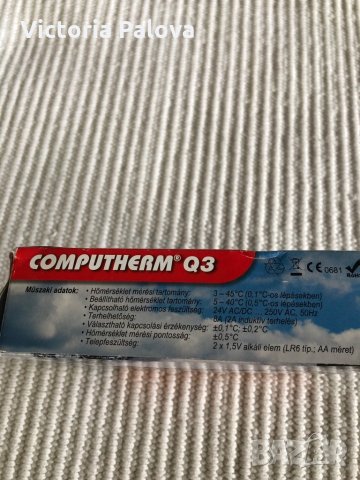 Victoria Palova
COMPUTHERM® Q3
CE 0681
Műszaki adatok:
• Hőmérséklet mérési tartomány: 3 – 45°C (0,1°C-os lépésekben)
• Beállítható hőmérséklet tartomány: 5 – 40°C (0,5°C-os lépésekben)
• Kapcsolható elektromos feszültség: 24V AC/DC ... 250V AC, 50Hz
• Terhelhetőség: 8A (2A induktív terhelés)
• Választható kapcsolási érzékenység: ±0,1°C; ±0,2°C
• Hőmérséklet mérési pontosság: ±0,5°C
• Telepfeszültség: 2 x 1,5V alkáli elem (LR6 típ.; AA méret)